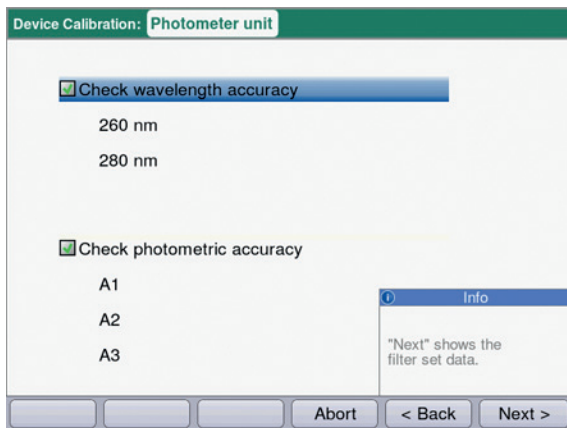 Device Calibration: Photometer unit
Check wavelength accuracy
260 nm
280 nm
Check photometric accuracy
A1
A2
A3
Info
"Next" shows the
filter set data.
Abort
< Back
Next >